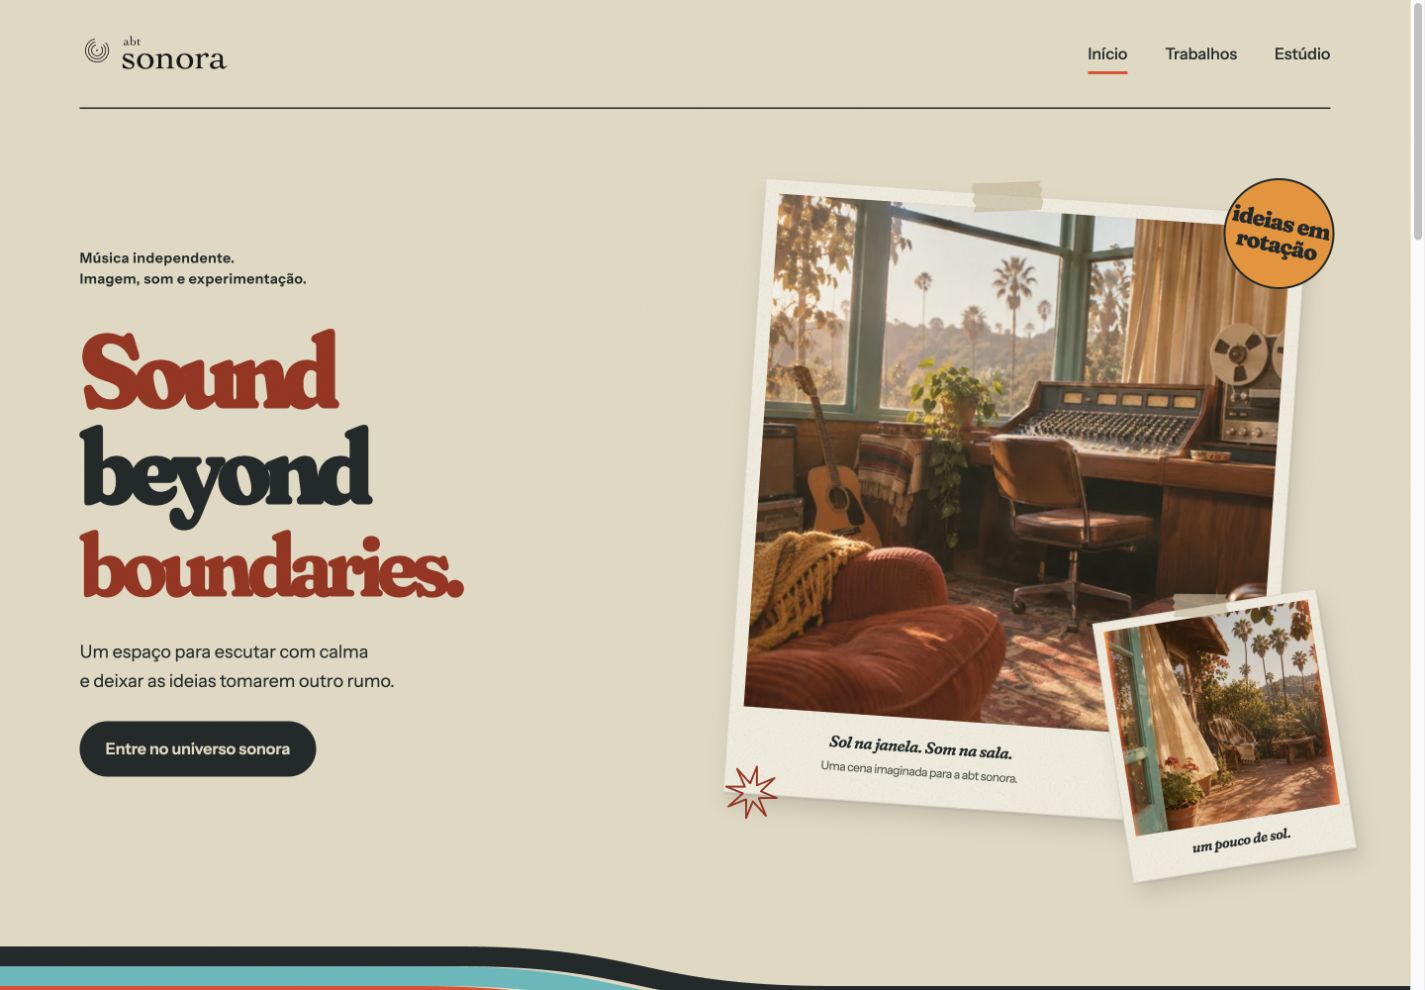 abt
sonora
Início
Trabalhos
Estúdio
Música independente.
Imagem, som e experimentação.
Sound
beyond
boundaries.
Um espaço para escutar com calma
e deixar as ideias tomarem outro rumo.
Entre no universo sonora
ideias em
rotação
Sol na janela. Som na sala.
Uma cena imaginada para a abt sonora.
um pouco de sol.